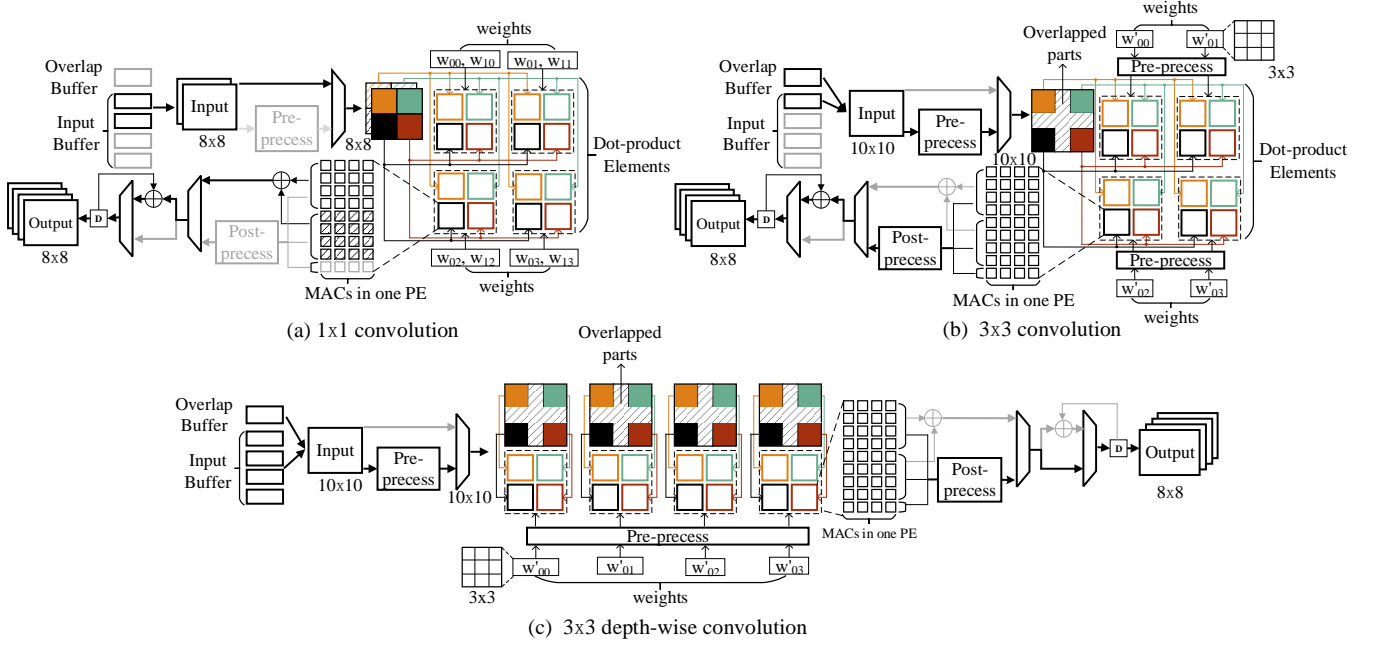 weights
w00, w10
w01, w11
Overlap
Buffer
Input
Buffer
Input
8x8
Pre-
precess
8x8
Dot-product
Elements
Output
8x8
D
Post-
precess
MACs in one PE
w02, w12
w03, w13
weights
(a) 1x1 convolution
weights
Overlapped
parts
w'00
w'01
3x3
Pre-precess
Overlap
Buffer
Input
Buffer
Input
10x10
Pre-
precess
10x10
Dot-product
Elements
Output
8x8
D
Post-
precess
MACs in one PE
Pre-precess
w'02
w'03
weights
(b) 3x3 convolution
Overlapped
parts
Overlap
Buffer
Input
Buffer
Input
10x10
Pre-
precess
10x10
Pre-precess
3x3
w'00
w'01
w'02
w'03
weights
MACs in one PE
Post-
precess
D
Output
8x8
(c) 3x3 depth-wise convolution